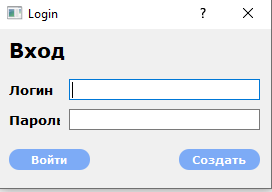 Login
Вход
Логин
Пароль
Войти
Создать